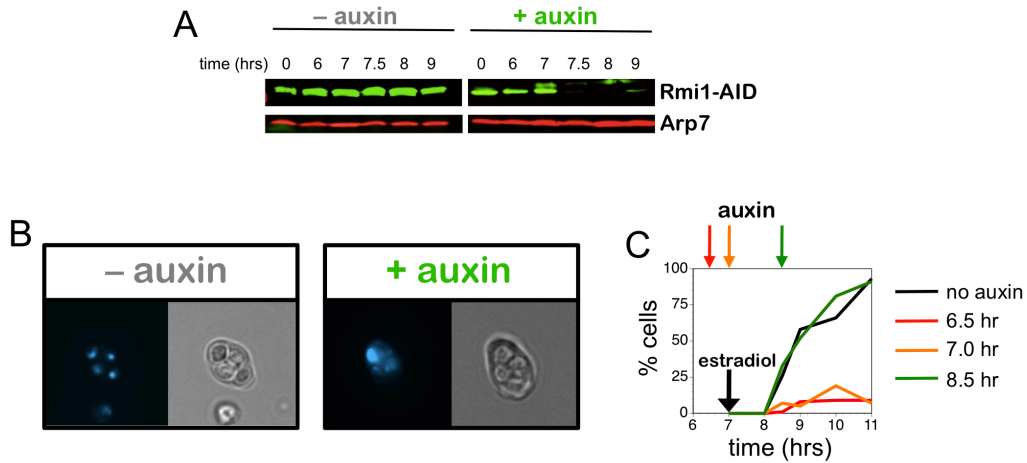 A
– auxin
+ auxin
time (hrs) 0 6 7 7.5 8 9 0 6 7 7.5 8 9
Rmi1-AID
Arp7
B
– auxin
+ auxin
C
auxin
100
75
50
25
0
% cells
estradiol
6 7 8 9 10 11
time (hrs)
no auxin
6.5 hr
7.0 hr
8.5 hr